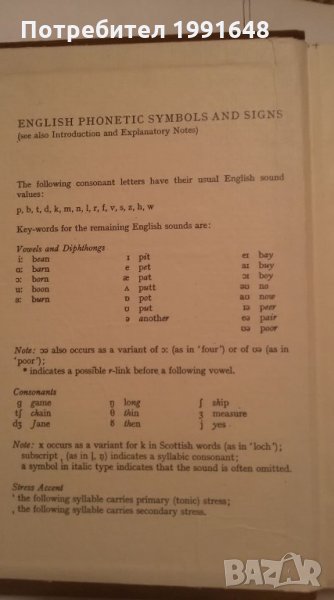 Потребител 1991648
ENGLISH PHONETIC SYMBOLS AND SIGNS
(see also Introduction and Explanatory Notes)
The following consonant letters have their usual English sound
values:
p, b, t, d, k, m, n, l, r, f, v, s, z, h, w
Key-words for the remaining English sounds are:
Vowels and Diphthongs
i: bean ɪ pit eɪ bay
ɑ: barn e pet aɪ buy
ɔ: born æ pat ɔɪ boy
u: boon ʌ putt əʊ no
ɜ: burn ɒ pot aʊ now
ʊ put ɪə peer
ə another eə pair
ʊə poor
Note: ɔə also occurs as a variant of ɔ: (as in 'four') or of ʊə (as in
'poor');
* indicates a possible r-link before a following vowel.
Consonants
g game ŋ long ʃ ship
tʃ chain θ thin ʒ measure
dʒ Jane ð then j yes
Note: x occurs as a variant for k in Scottish words (as in 'loch');
subscript ˌ (as in l̩, n̩) indicates a syllabic consonant;
a symbol in italic type indicates that the sound is often omitted.
Stress Accent
ˈ the following syllable carries primary (tonic) stress;
ˌ the following syllable carries secondary stress.
BAZAR